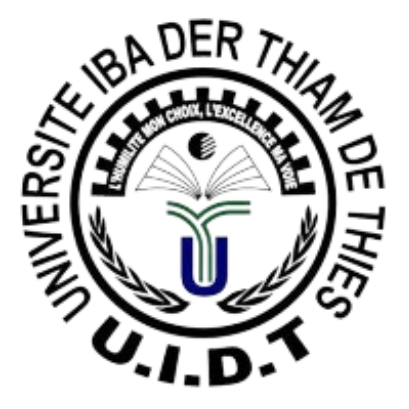 UNIVERSITE IBA DER THIAM DE THIES
L'HUMILITE MON CHOIX, L'EXCELLENCE MA VOIE
U
U.I.D.T